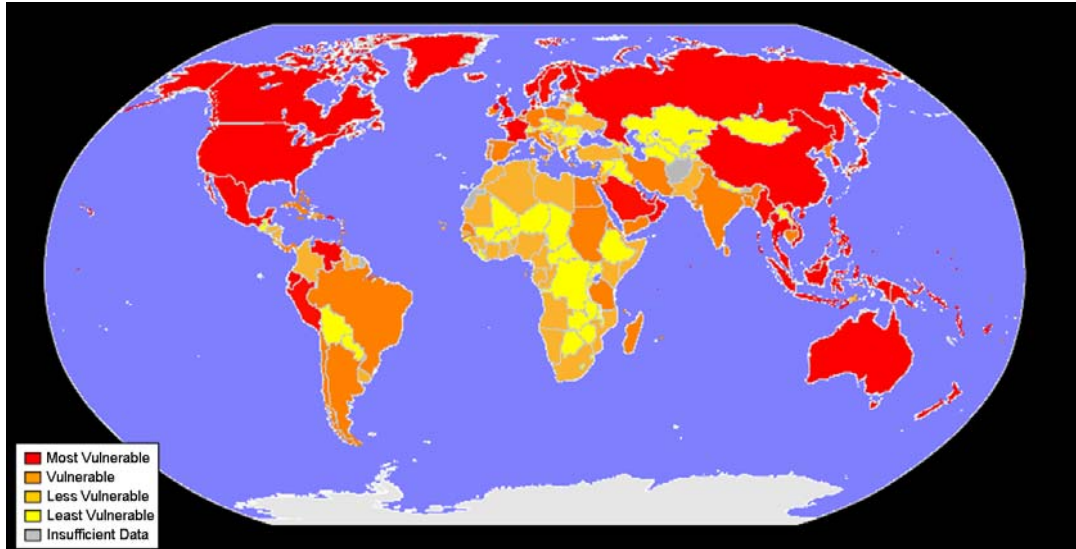 Most Vulnerable
Vulnerable
Less Vulnerable
Least Vulnerable
Insufficient Data